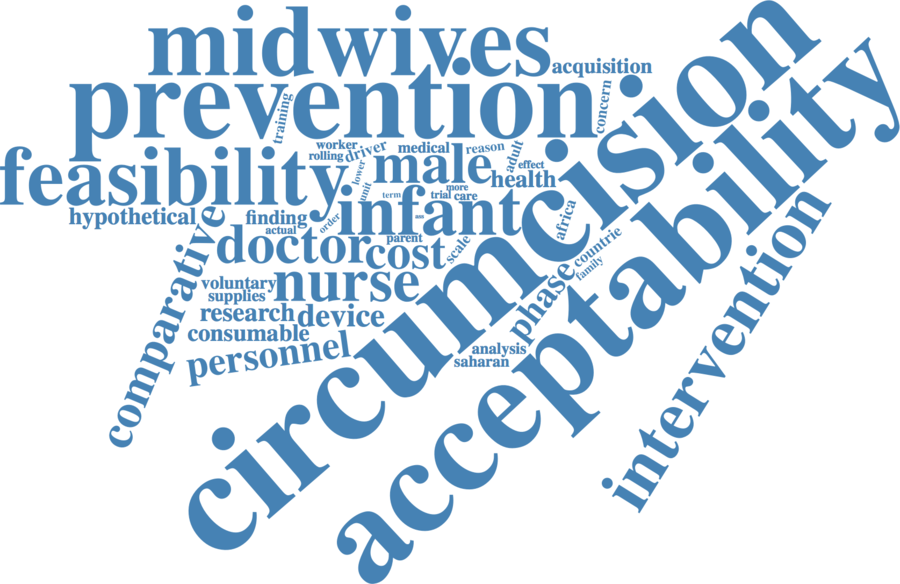 midwives
acquisition
prevention
training
concern
circumcision
acceptability
worker
rolling
driver
medical
reason
adult
feasibility
lower
unit
male
effect
health
term
trial
more
care
hypothetical
finding
actual
order
infant
africa
doctor
cost
parent
scale
countrie
family
comparative
voluntary
supplies
nurse
phase
research
device
consumable
personnel
analysis
saharan
intervention